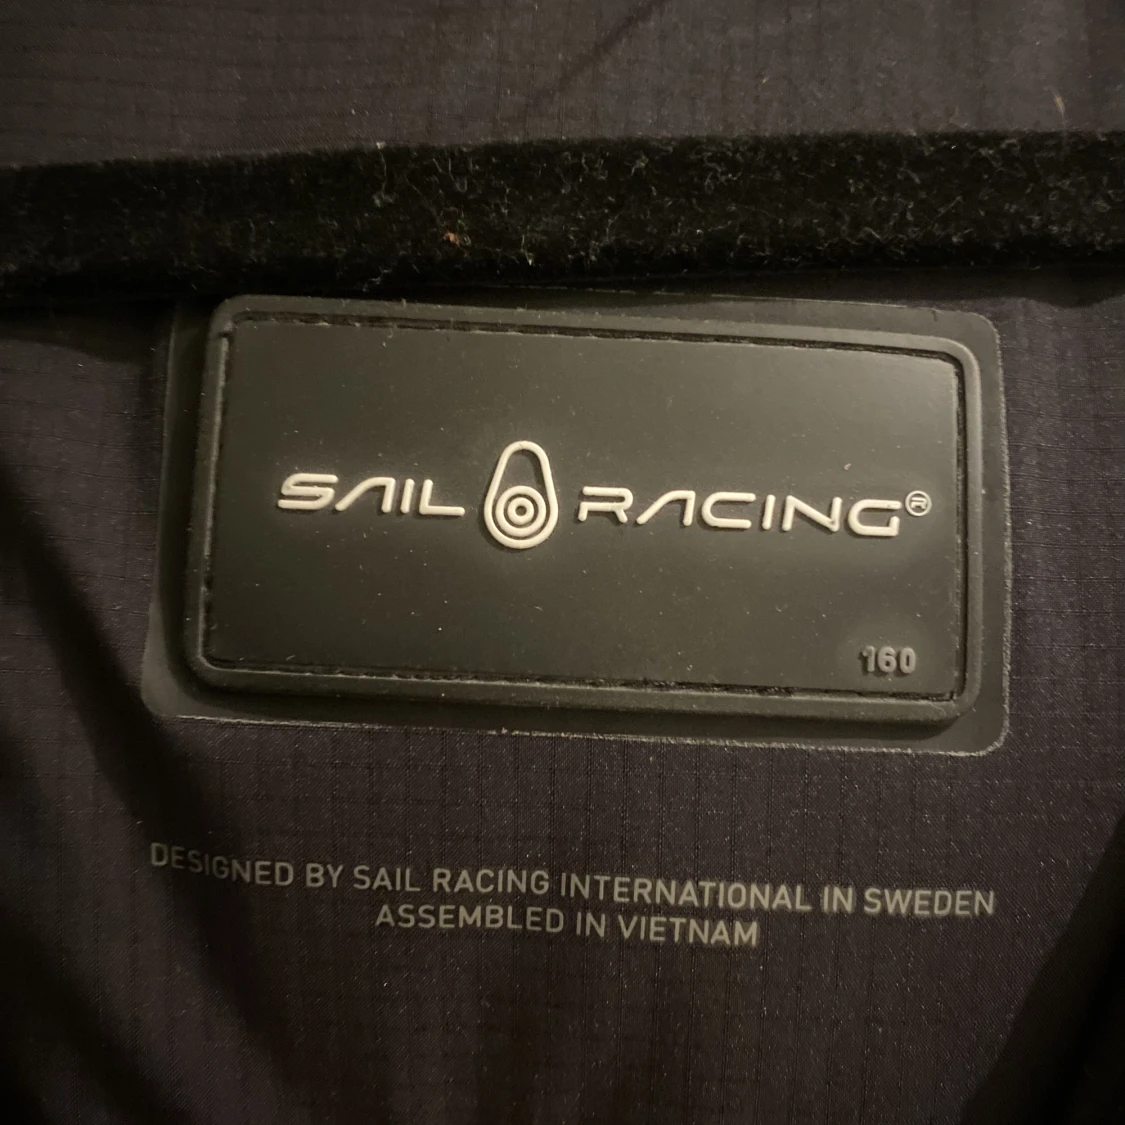 SAIL RACING®
160
DESIGNED BY SAIL RACING INTERNATIONAL IN SWEDEN
ASSEMBLED IN VIETNAM